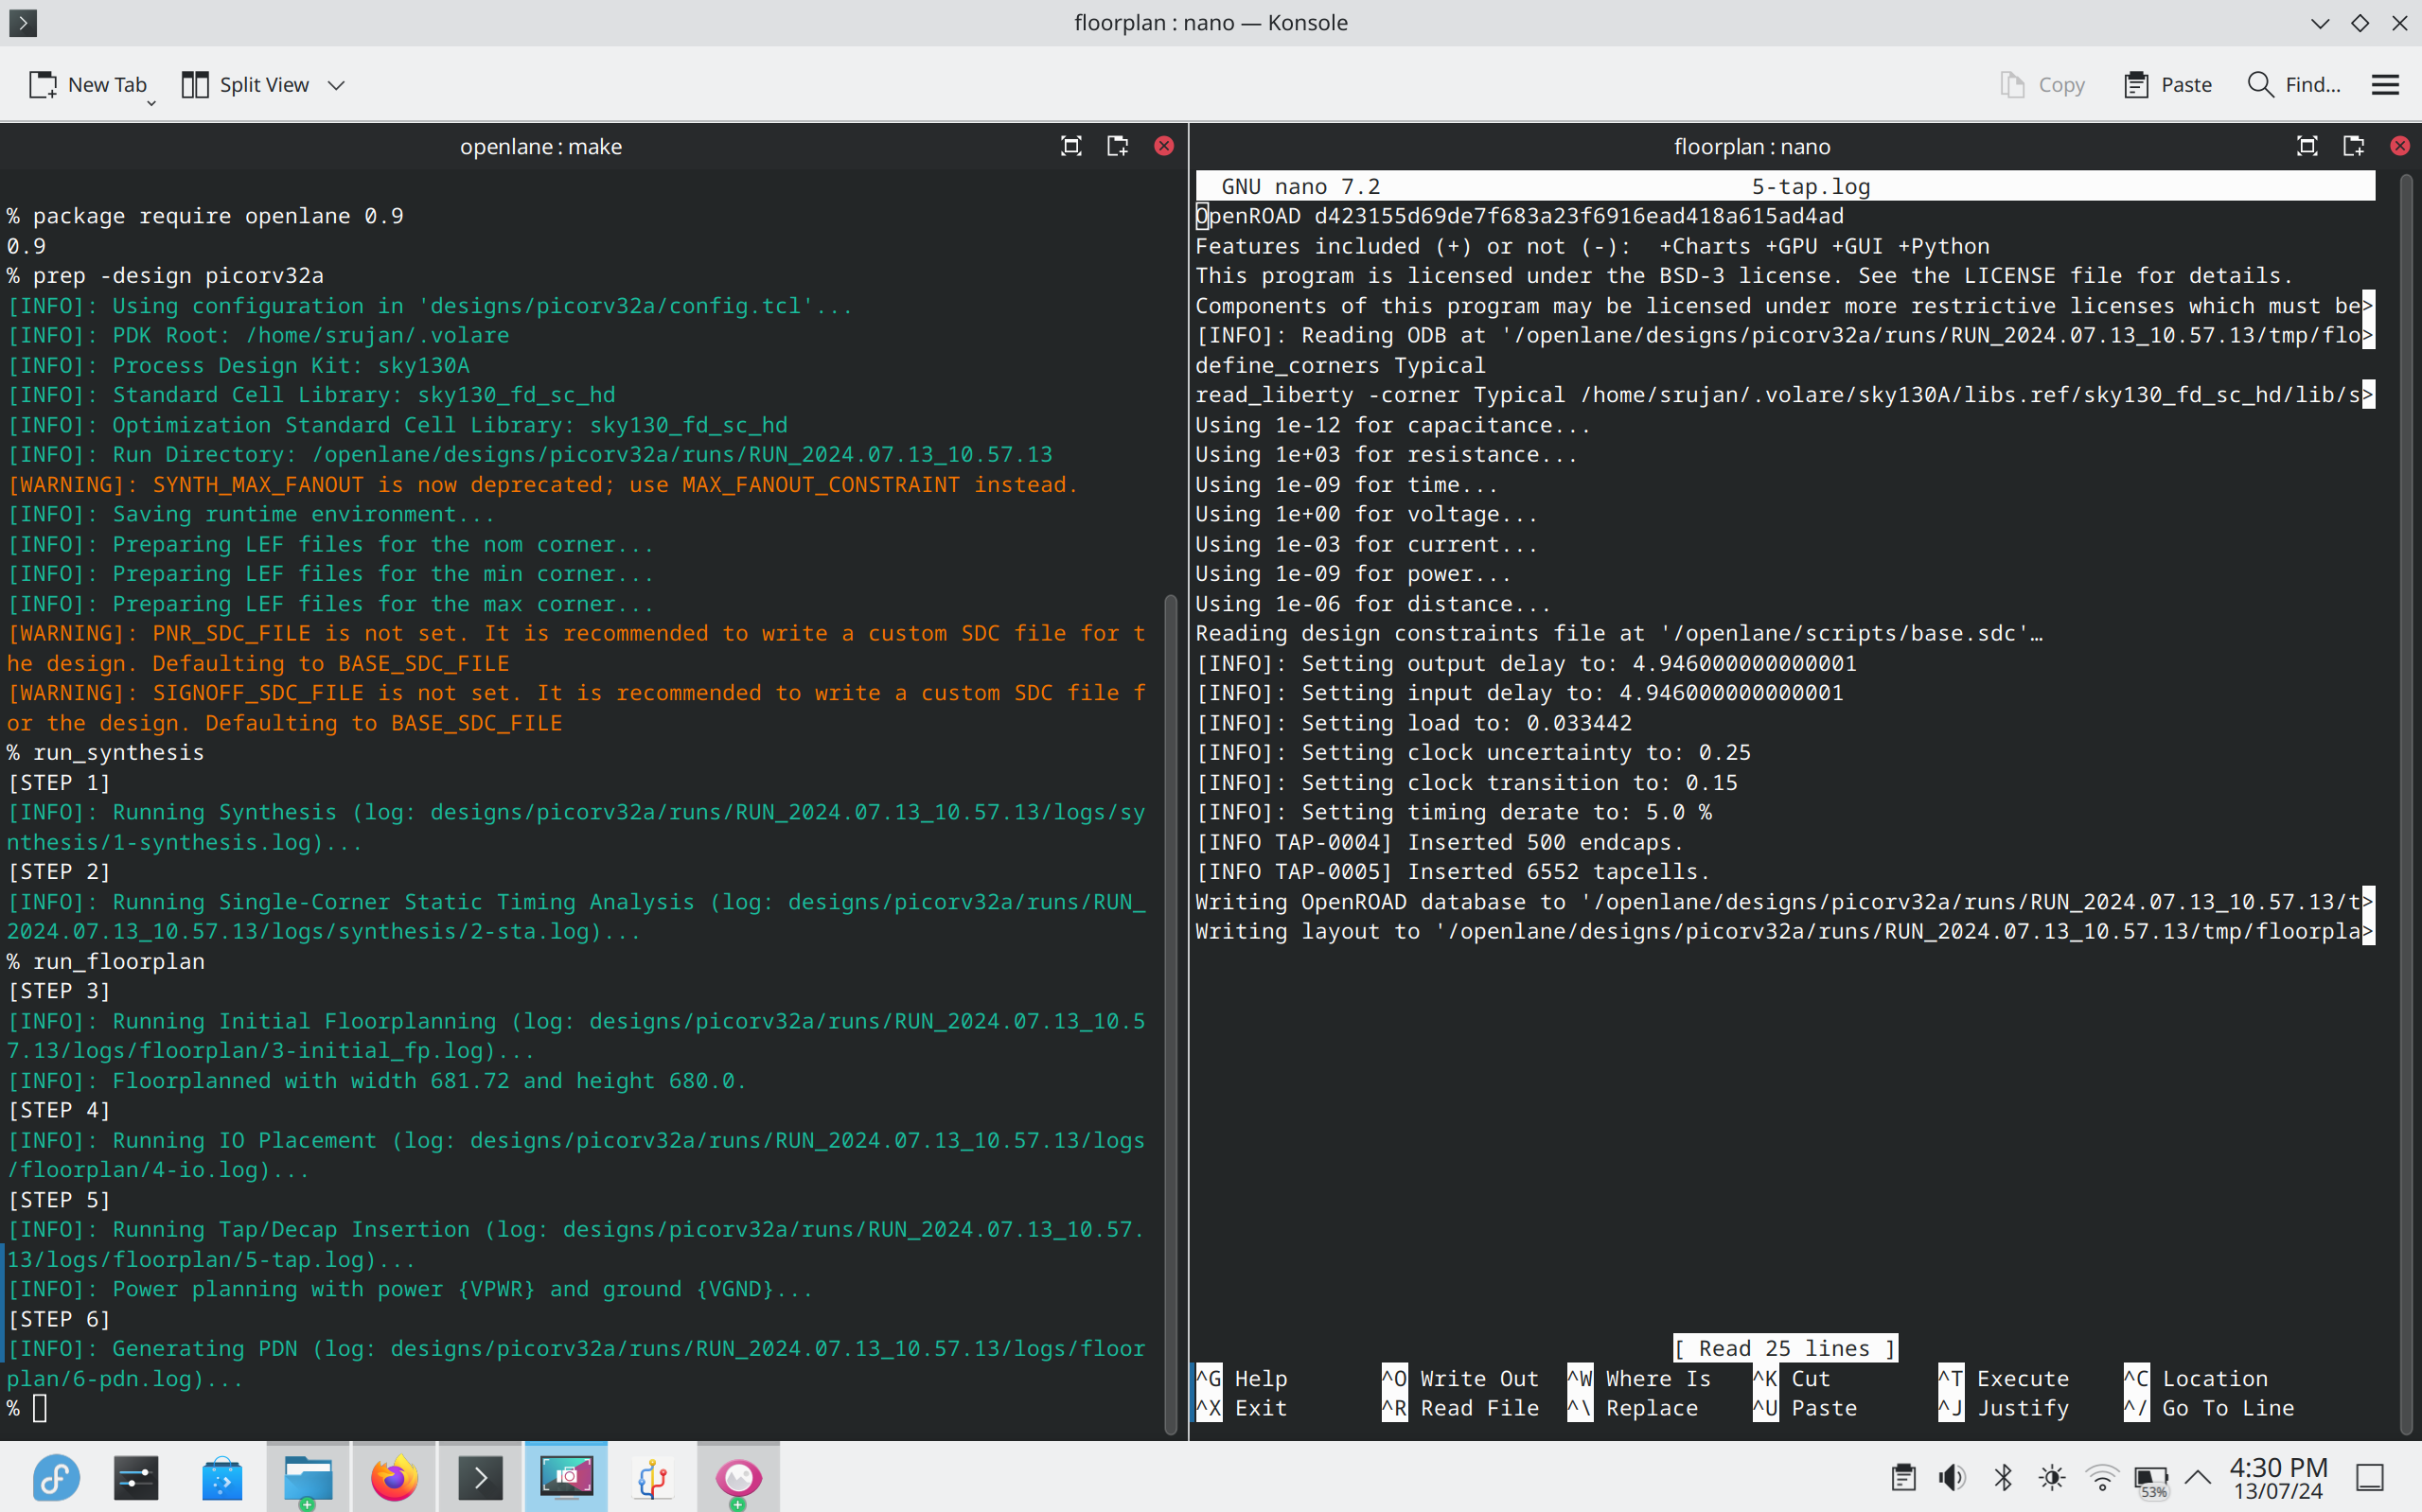 floorplan : nano — Konsole
New Tab
Split View
Copy
Paste
Find...
openlane : make
% package require openlane 0.9
0.9
% prep -design picorv32a
[INFO]: Using configuration in 'designs/picorv32a/config.tcl'...
[INFO]: PDK Root: /home/srujan/.volare
[INFO]: Process Design Kit: sky130A
[INFO]: Standard Cell Library: sky130_fd_sc_hd
[INFO]: Optimization Standard Cell Library: sky130_fd_sc_hd
[INFO]: Run Directory: /openlane/designs/picorv32a/runs/RUN_2024.07.13_10.57.13
[WARNING]: SYNTH_MAX_FANOUT is now deprecated; use MAX_FANOUT_CONSTRAINT instead.
[INFO]: Saving runtime environment...
[INFO]: Preparing LEF files for the nom corner...
[INFO]: Preparing LEF files for the min corner...
[INFO]: Preparing LEF files for the max corner...
[WARNING]: PNR_SDC_FILE is not set. It is recommended to write a custom SDC file for t
he design. Defaulting to BASE_SDC_FILE
[WARNING]: SIGNOFF_SDC_FILE is not set. It is recommended to write a custom SDC file f
or the design. Defaulting to BASE_SDC_FILE
% run_synthesis
[STEP 1]
[INFO]: Running Synthesis (log: designs/picorv32a/runs/RUN_2024.07.13_10.57.13/logs/sy
nthesis/1-synthesis.log)...
[STEP 2]
[INFO]: Running Single-Corner Static Timing Analysis (log: designs/picorv32a/runs/RUN_
2024.07.13_10.57.13/logs/synthesis/2-sta.log)...
% run_floorplan
[STEP 3]
[INFO]: Running Initial Floorplanning (log: designs/picorv32a/runs/RUN_2024.07.13_10.5
7.13/logs/floorplan/3-initial_fp.log)...
[INFO]: Floorplanned with width 681.72 and height 680.0.
[STEP 4]
[INFO]: Running IO Placement (log: designs/picorv32a/runs/RUN_2024.07.13_10.57.13/logs
/floorplan/4-io.log)...
[STEP 5]
[INFO]: Running Tap/Decap Insertion (log: designs/picorv32a/runs/RUN_2024.07.13_10.57.
13/logs/floorplan/5-tap.log)...
[INFO]: Power planning with power {VPWR} and ground {VGND}...
[STEP 6]
[INFO]: Generating PDN (log: designs/picorv32a/runs/RUN_2024.07.13_10.57.13/logs/floor
plan/6-pdn.log)...
%
floorplan : nano
GNU nano 7.2 5-tap.log
OpenROAD d423155d69de7f683a23f6916ead418a615ad4ad
Features included (+) or not (-):  +Charts +GPU +GUI +Python
This program is licensed under the BSD-3 license. See the LICENSE file for details.
Components of this program may be licensed under more restrictive licenses which must be>
[INFO]: Reading ODB at '/openlane/designs/picorv32a/runs/RUN_2024.07.13_10.57.13/tmp/flo>
define_corners Typical
read_liberty -corner Typical /home/srujan/.volare/sky130A/libs.ref/sky130_fd_sc_hd/lib/s>
Using 1e-12 for capacitance...
Using 1e+03 for resistance...
Using 1e-09 for time...
Using 1e+00 for voltage...
Using 1e-03 for current...
Using 1e-09 for power...
Using 1e-06 for distance...
Reading design constraints file at '/openlane/scripts/base.sdc'…
[INFO]: Setting output delay to: 4.946000000000001
[INFO]: Setting input delay to: 4.946000000000001
[INFO]: Setting load to: 0.033442
[INFO]: Setting clock uncertainty to: 0.25
[INFO]: Setting clock transition to: 0.15
[INFO]: Setting timing derate to: 5.0 %
[INFO TAP-0004] Inserted 500 endcaps.
[INFO TAP-0005] Inserted 6552 tapcells.
Writing OpenROAD database to '/openlane/designs/picorv32a/runs/RUN_2024.07.13_10.57.13/t>
Writing layout to '/openlane/designs/picorv32a/runs/RUN_2024.07.13_10.57.13/tmp/floorpla>
[ Read 25 lines ]
^G Help ^O Write Out ^W Where Is ^K Cut ^T Execute ^C Location
^X Exit ^R Read File ^\ Replace ^U Paste ^J Justify ^/ Go To Line
53%
4:30 PM
13/07/24